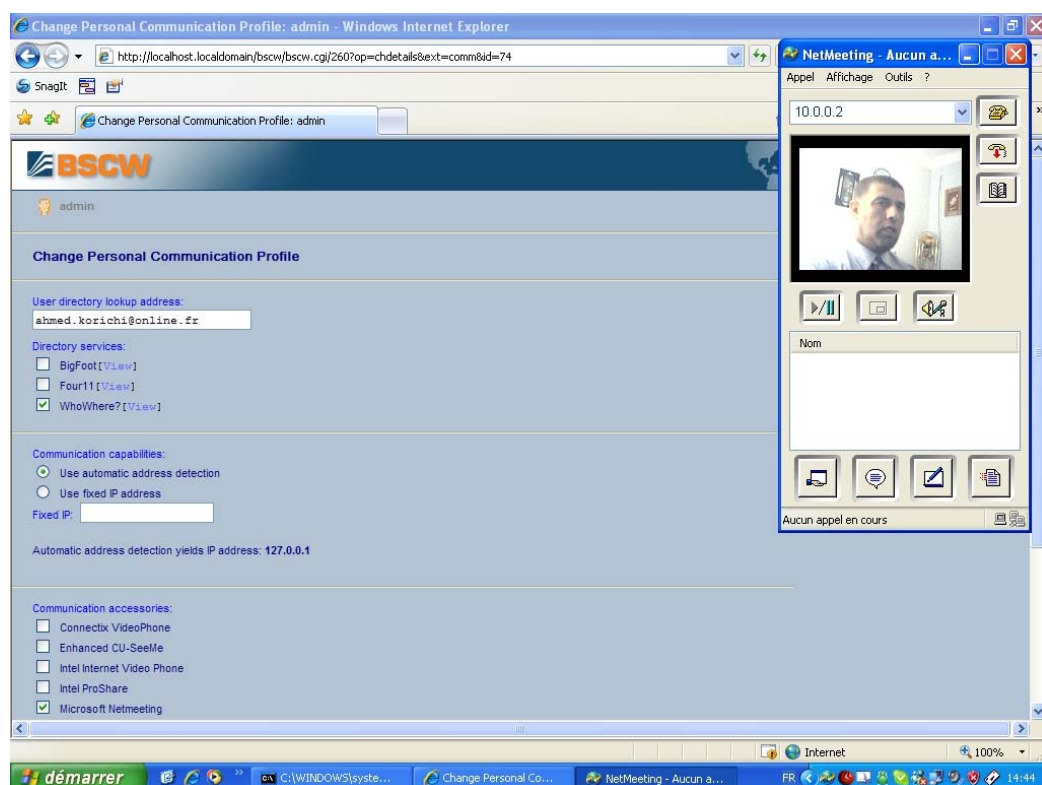 Change Personal Communication Profile: admin - Windows Internet Explorer
http://localhost.localdomain/bscw/bscw.cgi/260?op=chdetails&ext=comm&id=74
SnagIt
Change Personal Communication Profile: admin
BSCW
admin
Change Personal Communication Profile
User directory lookup address:
ahmed.korichi@online.fr
Directory services:
BigFoot[View]
Four11[View]
WhoWhere?[View]
Communication capabilities:
Use automatic address detection
Use fixed IP address
Fixed IP:
Automatic address detection yields IP address: 127.0.0.1
Communication accessories:
Connectix VideoPhone
Enhanced CU-SeeMe
Intel Internet Video Phone
Intel ProShare
Microsoft Netmeeting
NetMeeting - Aucun a...
Appel Affichage Outils ?
10.0.0.2
Nom
Aucun appel en cours
Internet 100%
démarrer C:\WINDOWS\syste... Change Personal Co... NetMeeting - Aucun a... FR 14:44